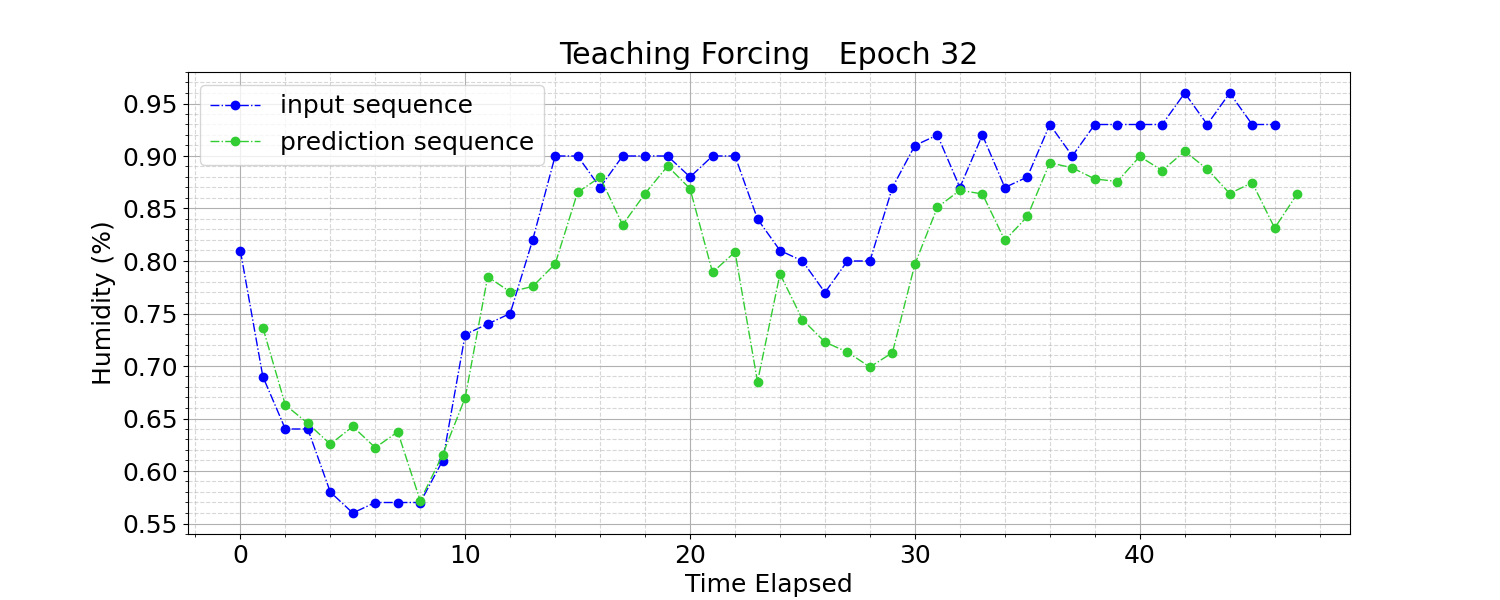 Teaching Forcing   Epoch 32
input sequence
prediction sequence
Humidity (%)
0.95
0.90
0.85
0.80
0.75
0.70
0.65
0.60
0.55
0 10 20 30 40
Time Elapsed